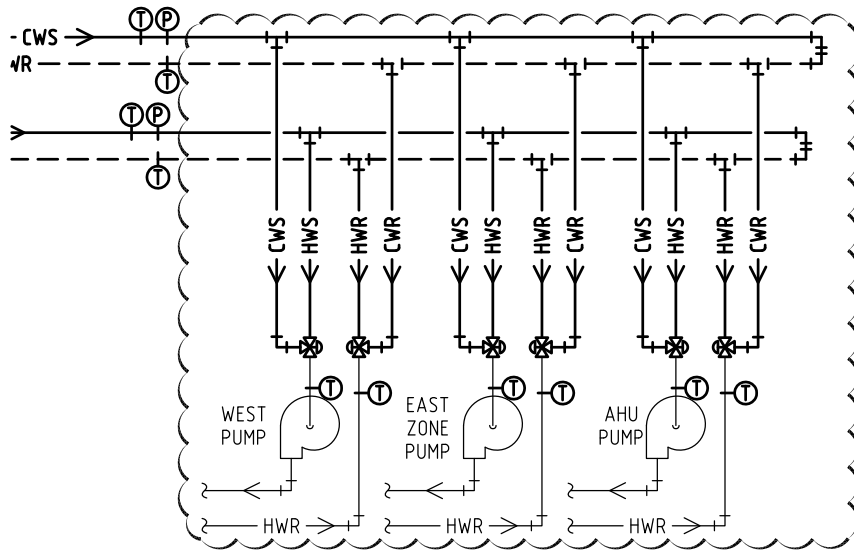 T P
CWS
T
T P
T
CWS HWS HWR CWR CWS HWS HWR CWR CWS HWS HWR CWR
T T T T T T
WEST
PUMP
EAST
ZONE
PUMP
AHU
PUMP
HWR HWR HWR